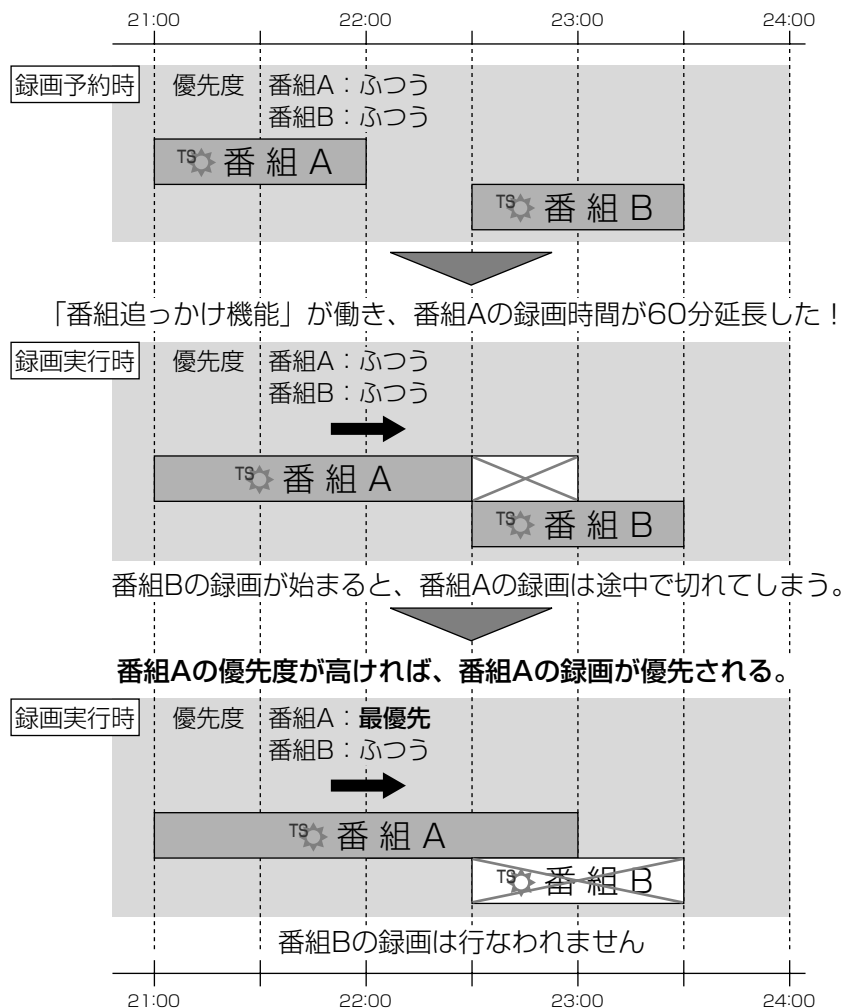 21:00 22:00 23:00 24:00
録画予約時 優先度 番組A:ふつう
番組B:ふつう
TS 番組A
TS 番組B
「番組追っかけ機能」が働き、番組Aの録画時間が60分延長した!
録画実行時 優先度 番組A:ふつう
番組B:ふつう
TS 番組A
TS 番組B
番組Bの録画が始まると、番組Aの録画は途中で切れてしまう。
番組Aの優先度が高ければ、番組Aの録画が優先される。
録画実行時 優先度 番組A:最優先
番組B:ふつう
TS 番組A
TS 番組B
番組Bの録画は行なわれません
21:00 22:00 23:00 24:00